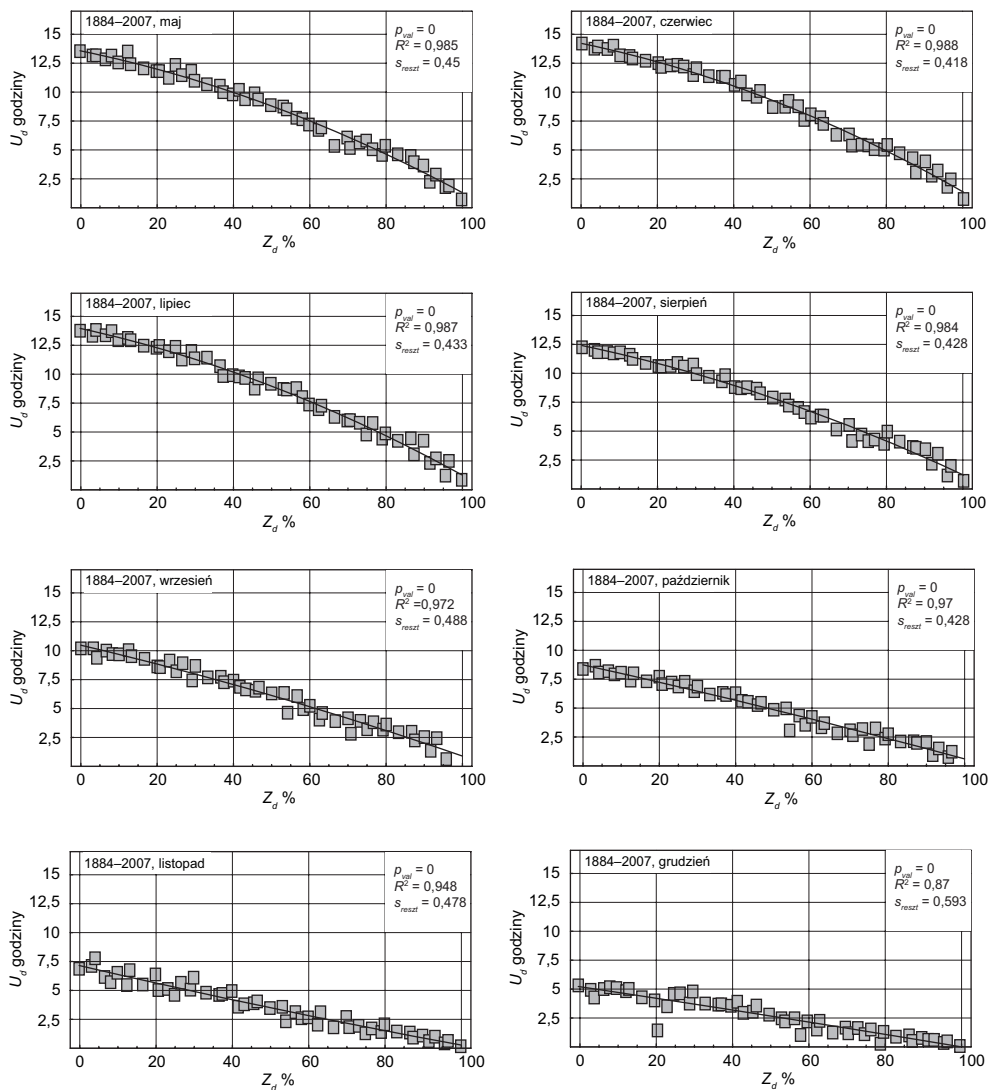 1884–2007, maj
p_val = 0
R² = 0,985
s_reszt = 0,45
15
12,5
10
7,5
5
2,5
U_d godziny
0 20 40 60 80 100
Z_d %
1884–2007, czerwiec
p_val = 0
R² = 0,988
s_reszt = 0,418
15
12,5
10
7,5
5
2,5
U_d godziny
0 20 40 60 80 100
Z_d %
1884–2007, lipiec
p_val = 0
R² = 0,987
s_reszt = 0,433
15
12,5
10
7,5
5
2,5
U_d godziny
0 20 40 60 80 100
Z_d %
1884–2007, sierpień
p_val = 0
R² = 0,984
s_reszt = 0,428
15
12,5
10
7,5
5
2,5
U_d godziny
0 20 40 60 80 100
Z_d %
1884–2007, wrzesień
p_val = 0
R² =0,972
s_reszt = 0,488
15
12,5
10
7,5
5
2,5
U_d godziny
0 20 40 60 80 100
Z_d %
1884–2007, październik
p_val = 0
R² = 0,97
s_reszt = 0,428
15
12,5
10
7,5
5
2,5
U_d godziny
0 20 40 60 80 100
Z_d %
1884–2007, listopad
p_val = 0
R² = 0,948
s_reszt = 0,478
15
12,5
10
7,5
5
2,5
0
U_d godziny
0 20 40 60 80 100
Z_d %
1884–2007, grudzień
p_val = 0
R² = 0,87
s_reszt = 0,593
15
12,5
10
7,5
5
2,5
0
U_d godziny
0 20 40 60 80 100
Z_d %